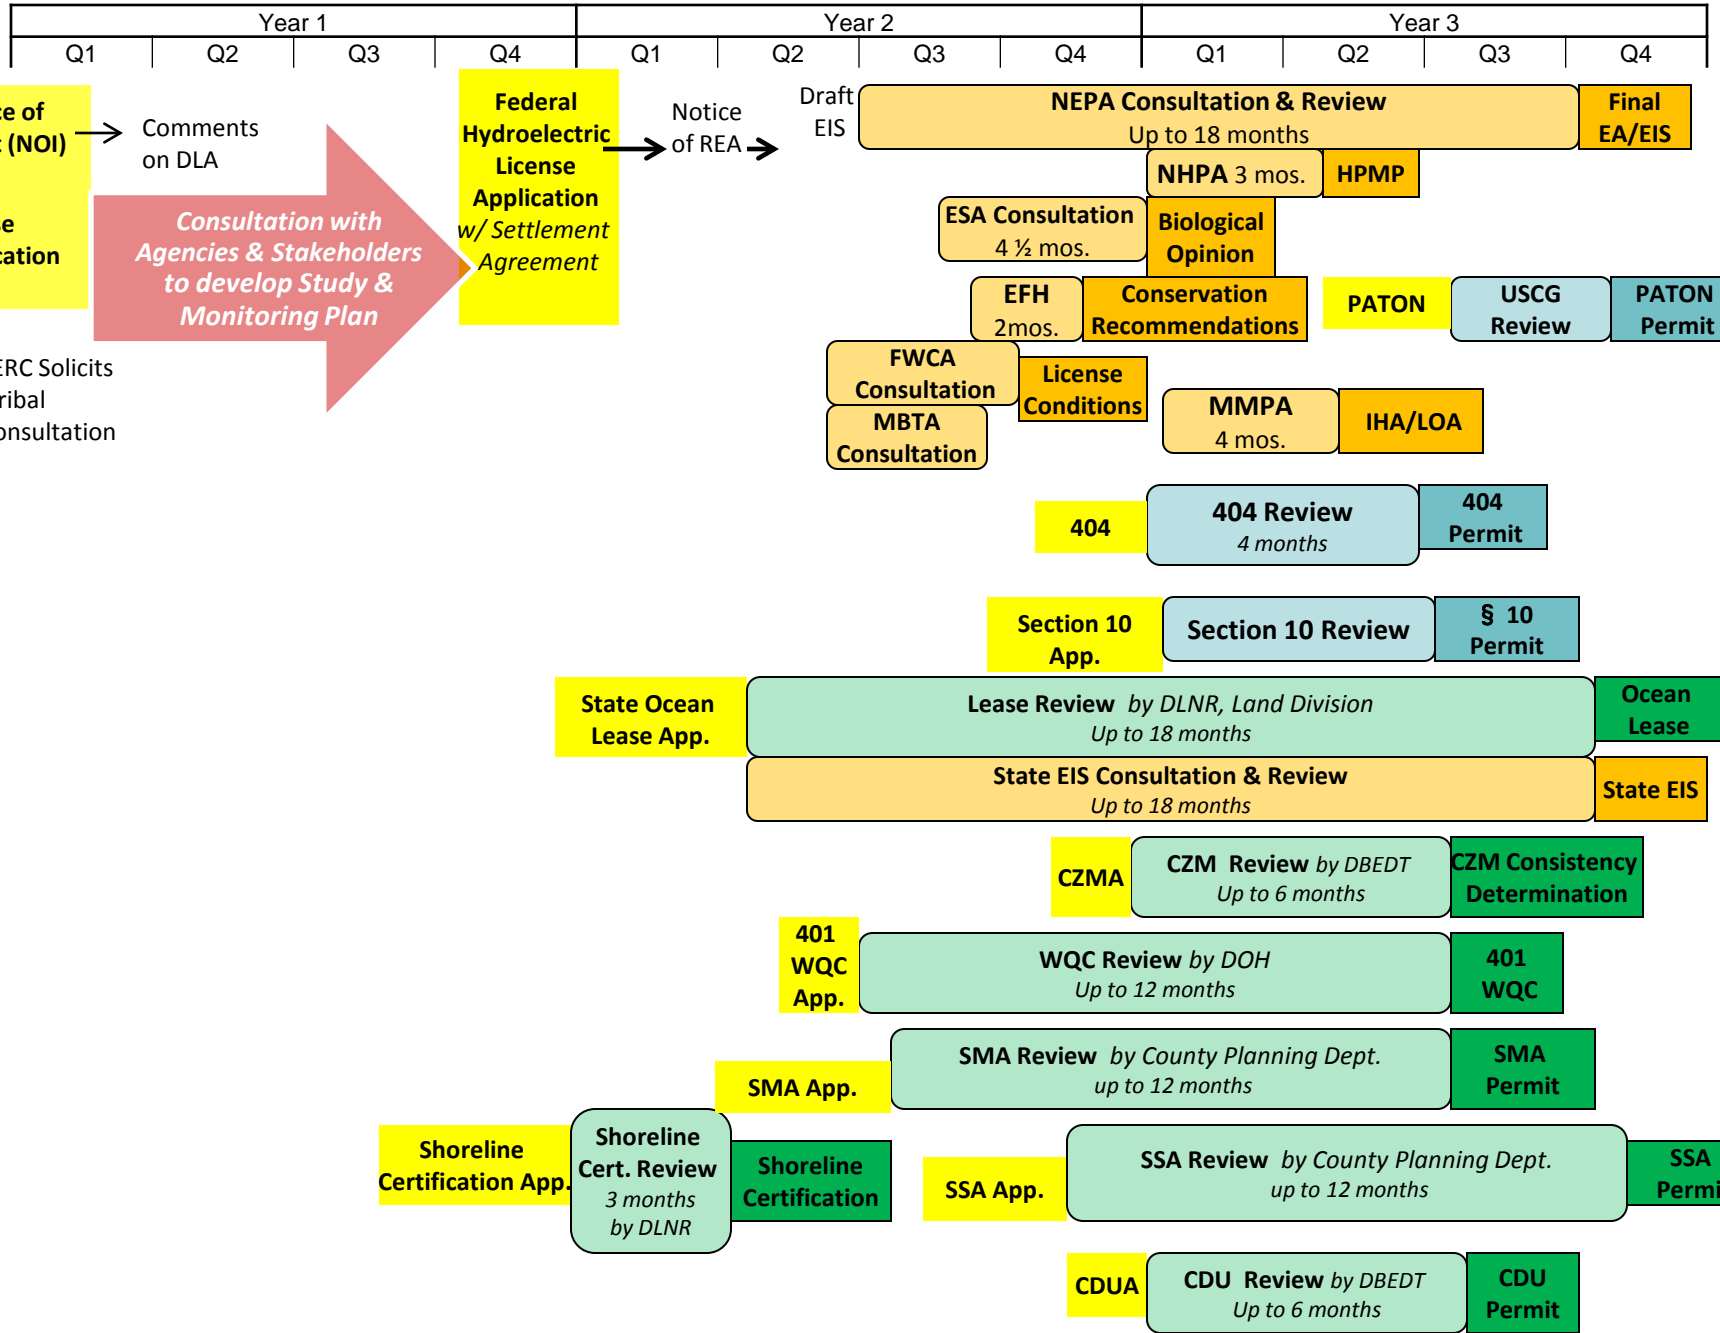 Year 1
Year 2
Year 3
Q1
Q2
Q3
Q4
Q1
Q2
Q3
Q4
Q1
Q2
Q3
Q4
(NOI)
Comments
on DLA
Consultation with
Agencies & Stakeholders
to develop Study &
Monitoring Plan
Solicits
Federal
Hydroelectric
License
Application
w/ Settlement
Agreement
Notice
of REA
Draft
EIS
NEPA Consultation & Review
Up to 18 months
Final
EA/EIS
NHPA 3 mos.
HPMP
ESA Consultation
4 ½ mos.
Biological
Opinion
EFH
2mos.
Conservation
Recommendations
PATON
USCG
Review
PATON
Permit
FWCA
Consultation
License
Conditions
MBTA
Consultation
MMPA
4 mos.
IHA/LOA
404
404 Review
4 months
404
Permit
Section 10
App.
Section 10 Review
§ 10
Permit
State Ocean
Lease App.
Lease Review by DLNR, Land Division
Up to 18 months
Ocean
Lease
State EIS Consultation & Review
Up to 18 months
State EIS
CZMA
CZM Review by DBEDT
Up to 6 months
CZM Consistency
Determination
401
WQC
App.
WQC Review by DOH
Up to 12 months
401
WQC
SMA App.
SMA Review by County Planning Dept.
up to 12 months
SMA
Permit
Shoreline
Certification App.
Shoreline
Cert. Review
3 months
by DLNR
Shoreline
Certification
SSA App.
SSA Review by County Planning Dept.
up to 12 months
SSA
CDUA
CDU Review by DBEDT
Up to 6 months
CDU
Permit